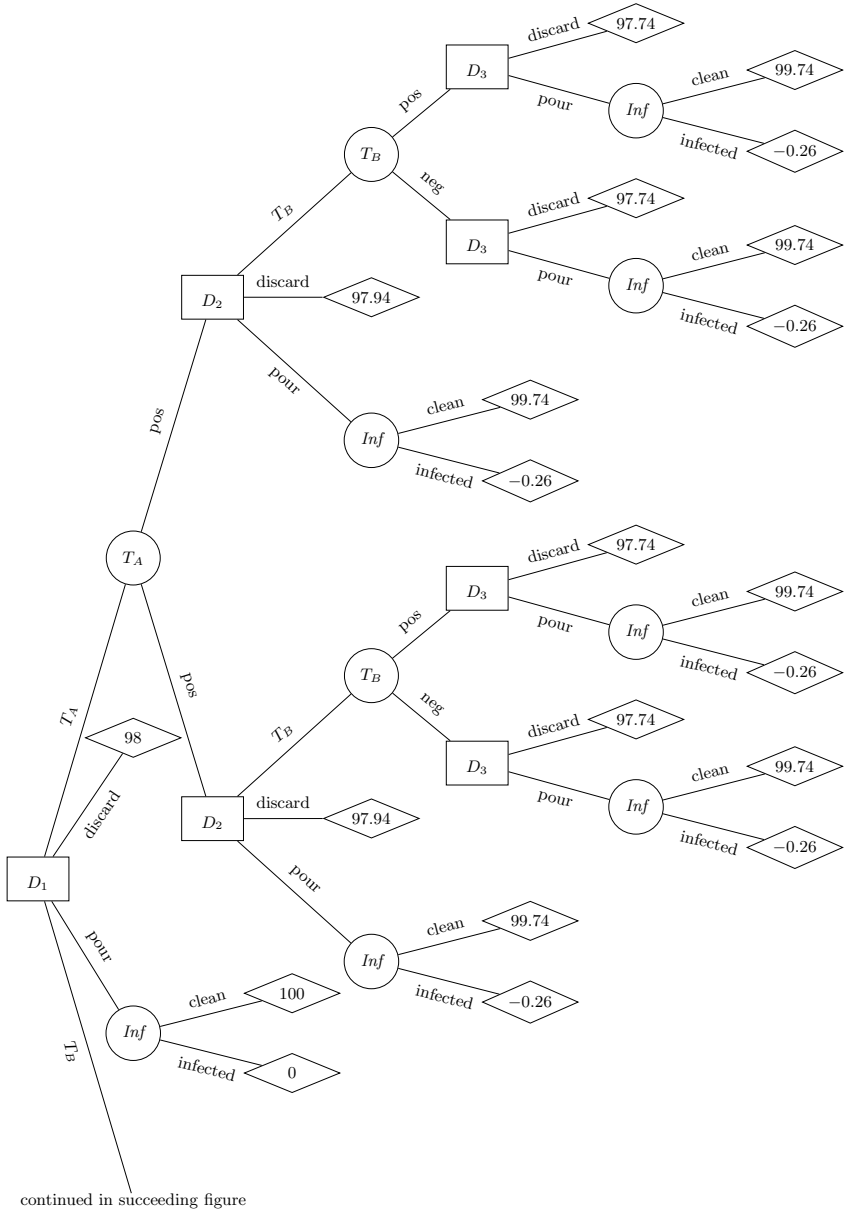 discard
97.74
D3
clean
99.74
pos
pour
Inf
infected
−0.26
TB
neg
discard
97.74
TB
D3
clean
99.74
pour
Inf
infected
−0.26
discard
D2
97.94
pour
clean
99.74
Inf
infected
−0.26
pos
TA
discard
97.74
D3
clean
99.74
pos
pour
Inf
infected
−0.26
TB
pos
neg
discard
97.74
TA
98
TB
D3
clean
99.74
pour
Inf
infected
−0.26
discard
discard
D2
97.94
D1
pour
clean
99.74
Inf
infected
−0.26
pour
clean
100
Inf
infected
0
TB
continued in succeeding figure